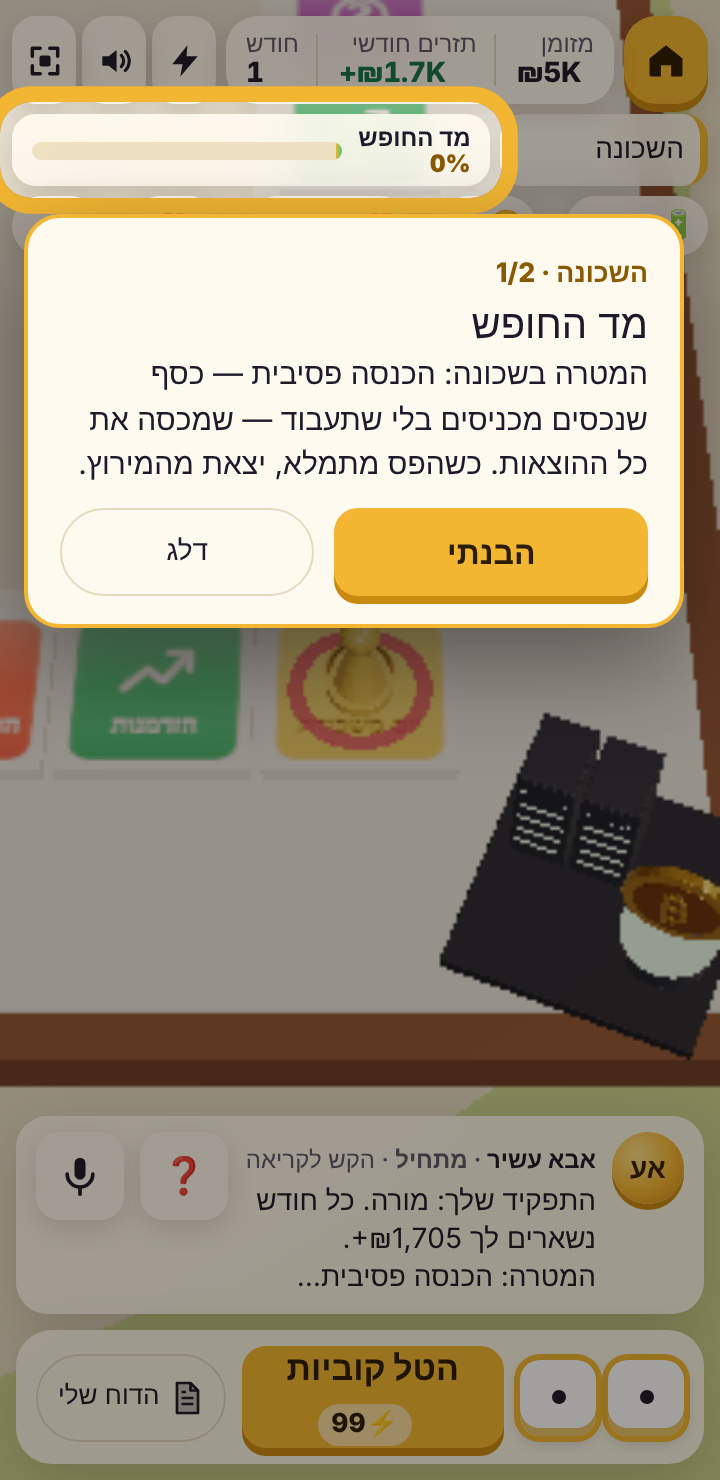 מזומן
₪5K
תזרים חודשי
+₪1.7K
חודש
1
השכונה
מד החופש
0%
השכונה · 1/2
מד החופש
המטרה בשכונה: הכנסה פסיבית — כסף
שנכסים מכניסים בלי שתעבוד — שמכסה את
כל ההוצאות. כשהפס מתמלא, יצאת מהמירוץ.
הבנתי
דלג
הזדמנות
אע
אבא עשיר · מתחיל · הקש לקריאה
התפקיד שלך: מורה. כל חודש
נשארים לך ₪1,705+.
המטרה: הכנסה פסיבית...
הטל קוביות
⚡99
הדוח שלי